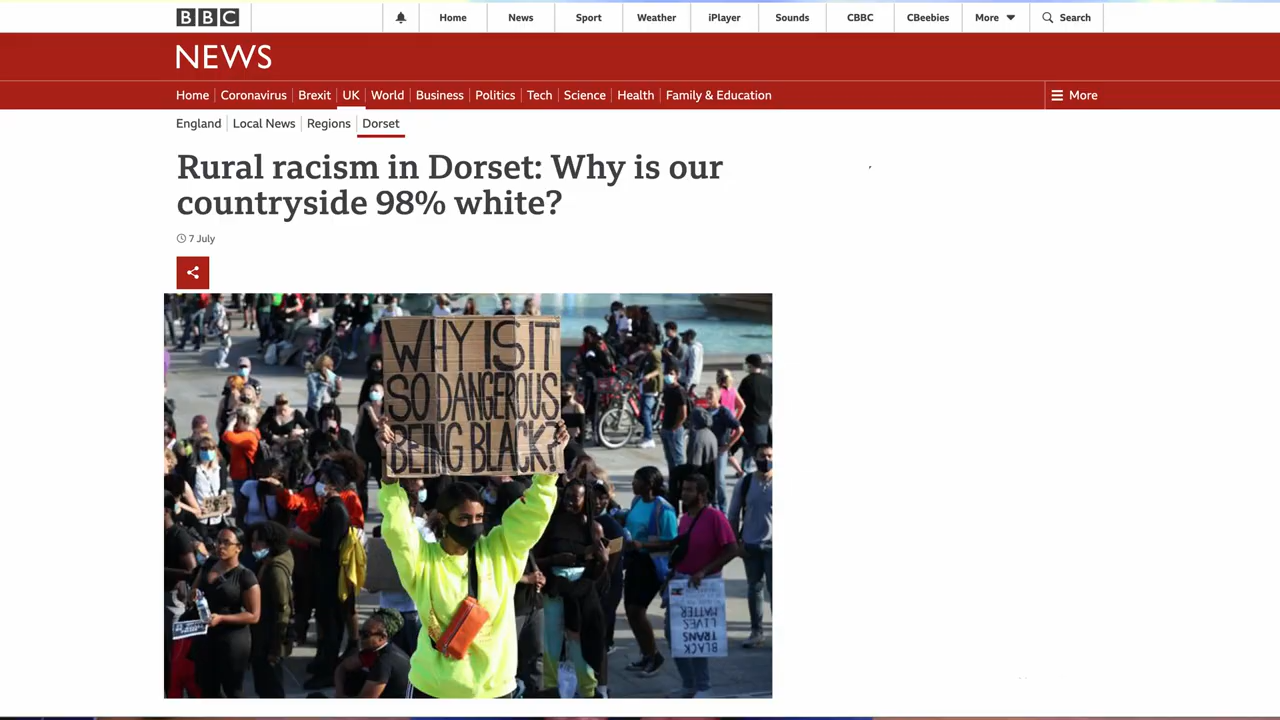 BBC
Home
News
Sport
Weather
iPlayer
Sounds
CBBC
CBeebies
More
Search
NEWS
Home
Coronavirus
Brexit
UK
World
Business
Politics
Tech
Science
Health
Family & Education
More
England
Local News
Regions
Dorset
Rural racism in Dorset: Why is our
countryside 98% white?
7 July
WHY IS IT
SO DANGEROUS
BEING BLACK?
BLACK
TRANS
LIVES
MATTER